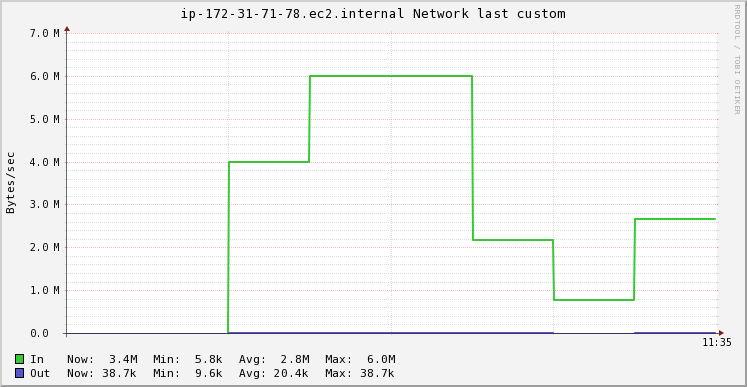 ip-172-31-71-78.ec2.internal Network last custom
RRDTOOL / TOBI OETIKER
Bytes/sec
7.0 M
6.0 M
5.0 M
4.0 M
3.0 M
2.0 M
1.0 M
0.0
11:35
In Now: 3.4M Min: 5.8k Avg: 2.8M Max: 6.0M
Out Now: 38.7k Min: 9.6k Avg: 20.4k Max: 38.7k